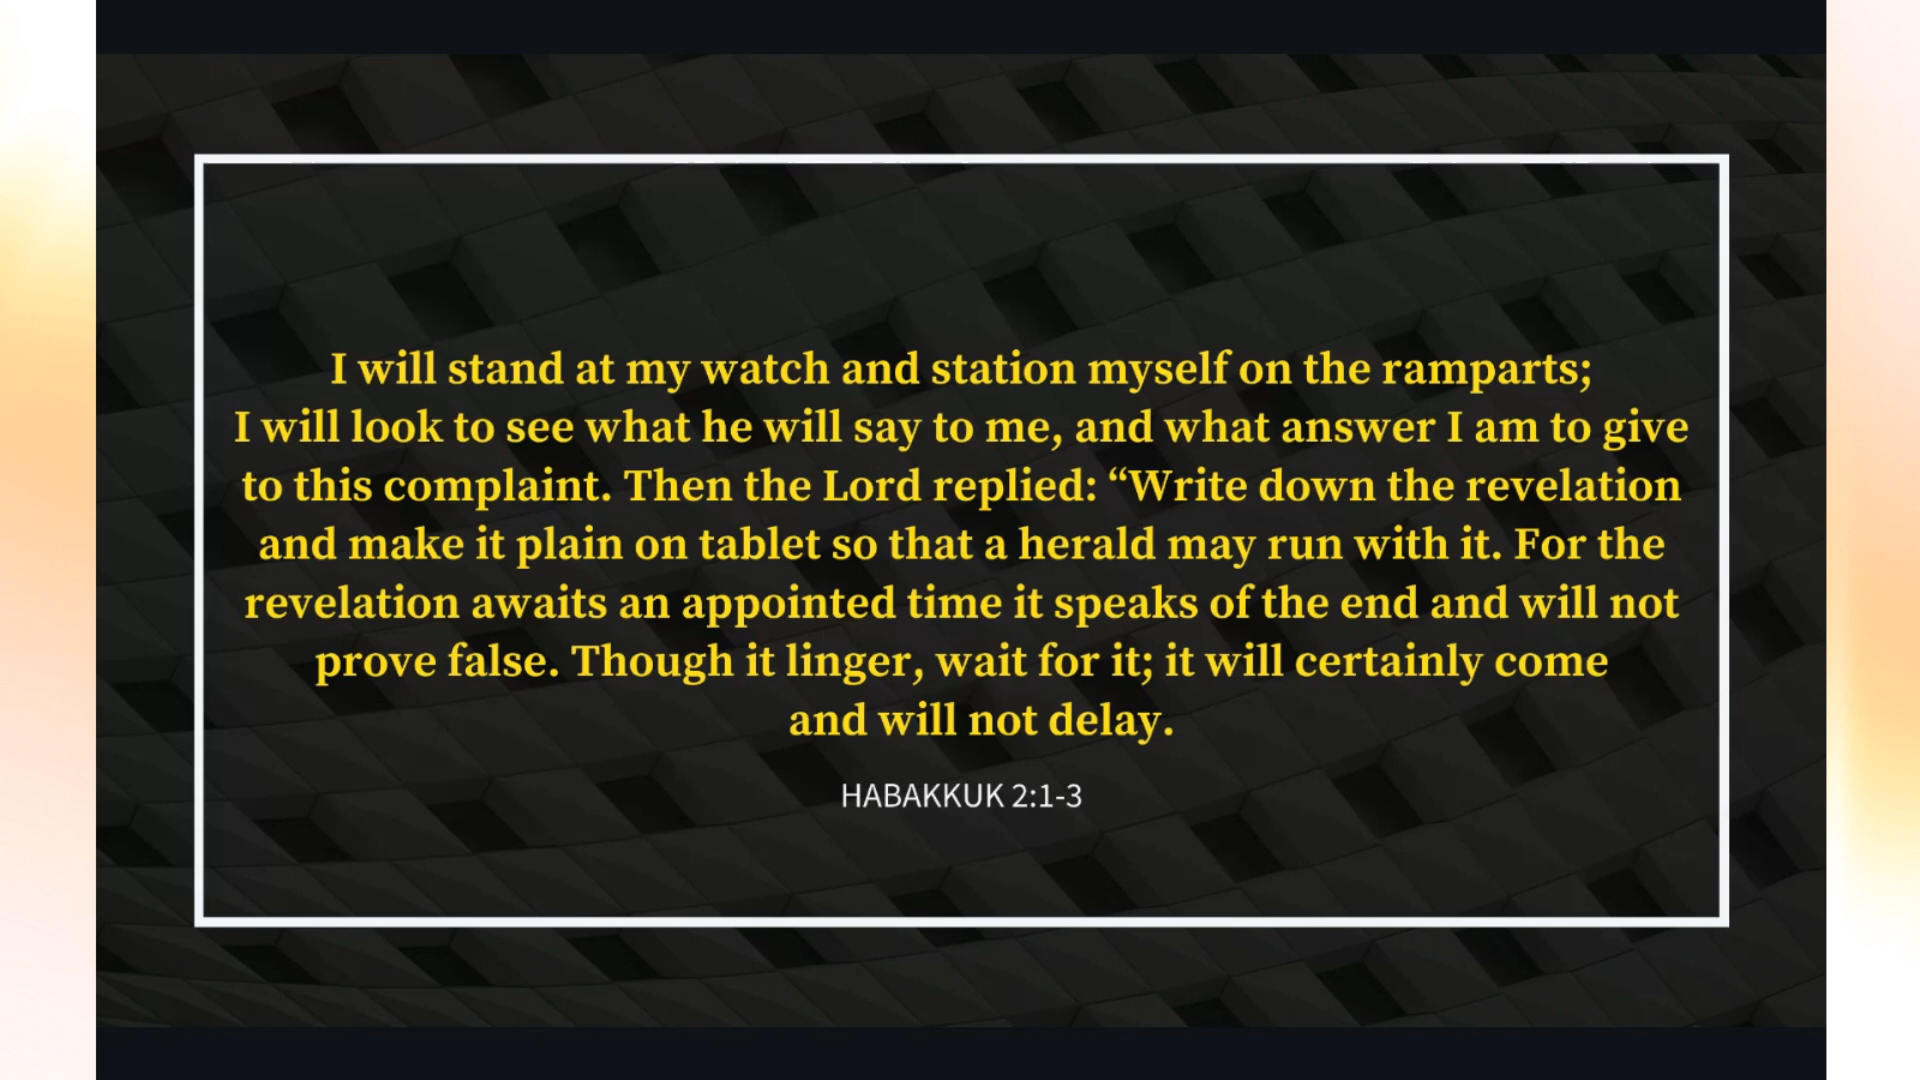 I will stand at my watch and station myself on the ramparts;
I will look to see what he will say to me, and what answer I am to give
to this complaint. Then the Lord replied: “Write down the revelation
and make it plain on tablet so that a herald may run with it. For the
revelation awaits an appointed time it speaks of the end and will not
prove false. Though it linger, wait for it; it will certainly come
and will not delay.
HABAKKUK 2:1-3